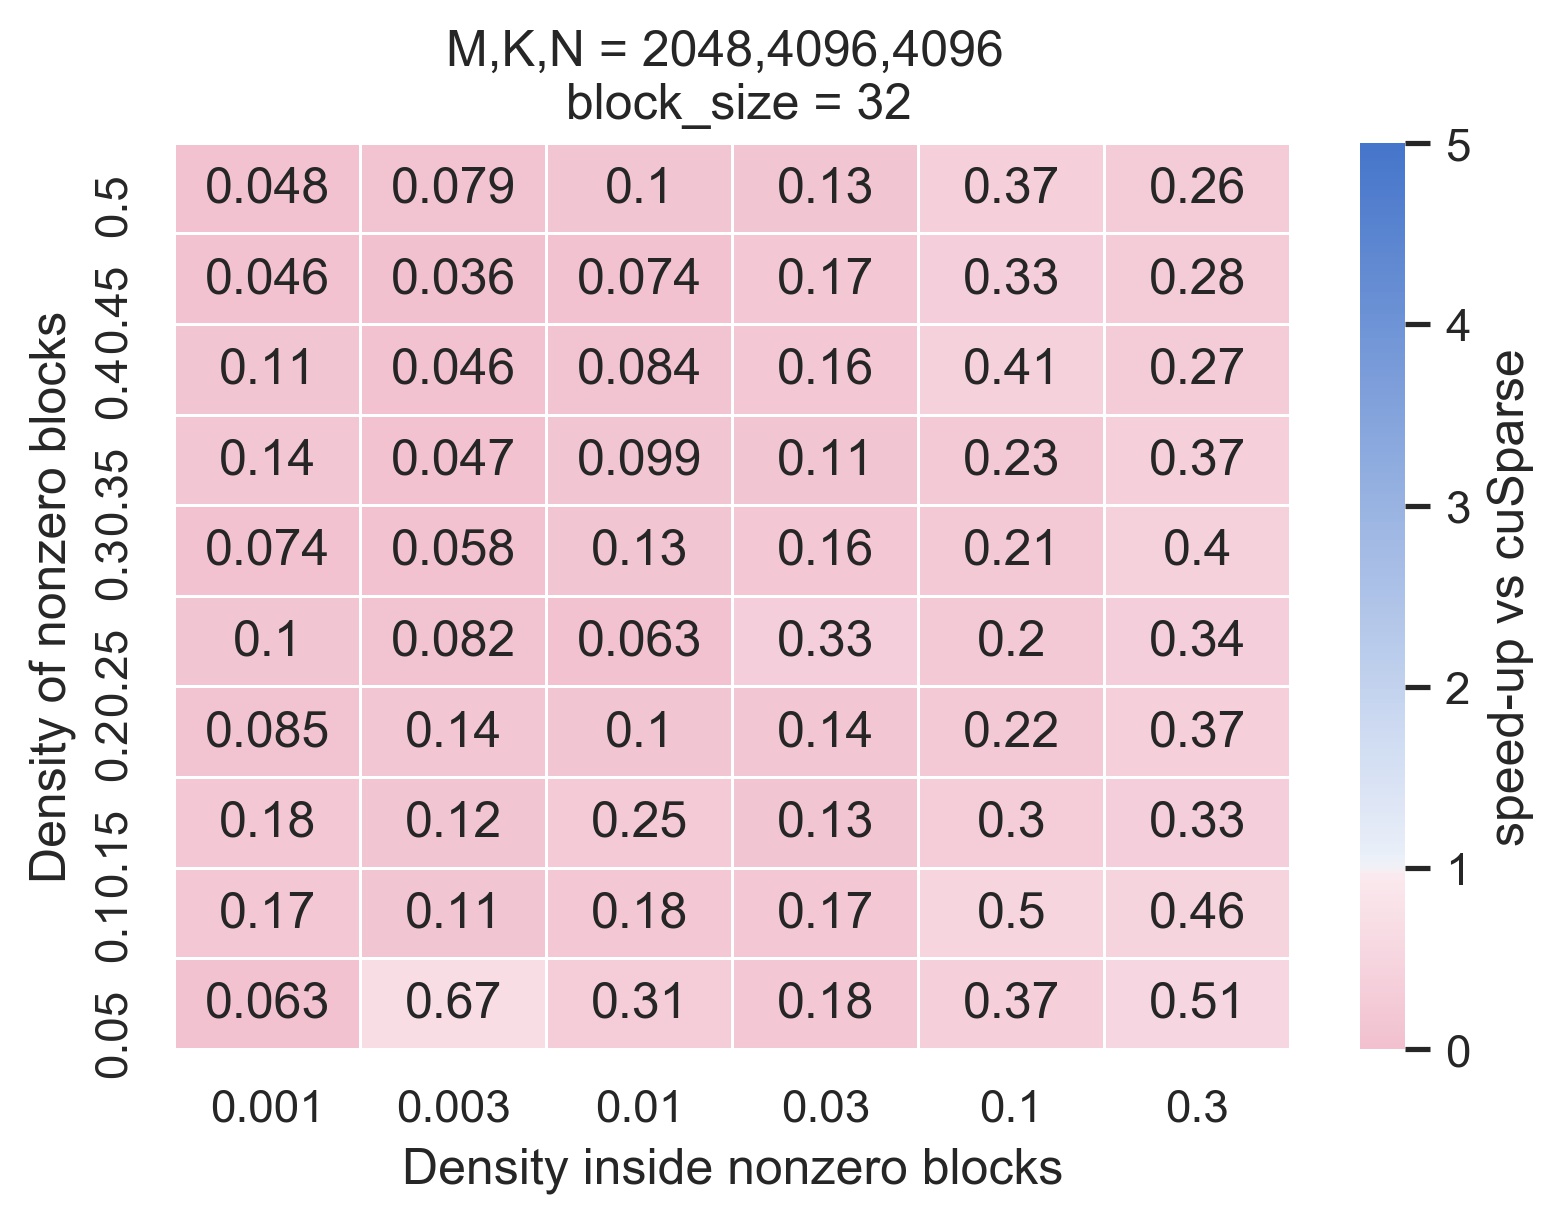 M,K,N = 2048,4096,4096
block_size = 32
Density of nonzero blocks
0.5 0.048 0.079 0.1 0.13 0.37 0.26
0.45 0.046 0.036 0.074 0.17 0.33 0.28
0.4 0.11 0.046 0.084 0.16 0.41 0.27
0.35 0.14 0.047 0.099 0.11 0.23 0.37
0.3 0.074 0.058 0.13 0.16 0.21 0.4
0.25 0.1 0.082 0.063 0.33 0.2 0.34
0.2 0.085 0.14 0.1 0.14 0.22 0.37
0.15 0.18 0.12 0.25 0.13 0.3 0.33
0.1 0.17 0.11 0.18 0.17 0.5 0.46
0.05 0.063 0.67 0.31 0.18 0.37 0.51
0.001 0.003 0.01 0.03 0.1 0.3
Density inside nonzero blocks
5
4
3
2
1
0
speed-up vs cuSparse